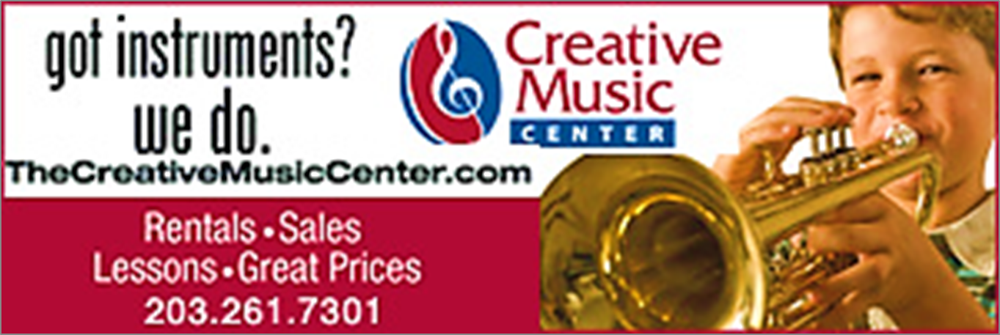 got instruments?
we do.
TheCreativeMusicCenter.com
Creative
Music
CENTER
Rentals • Sales
Lessons • Great Prices
203.261.7301